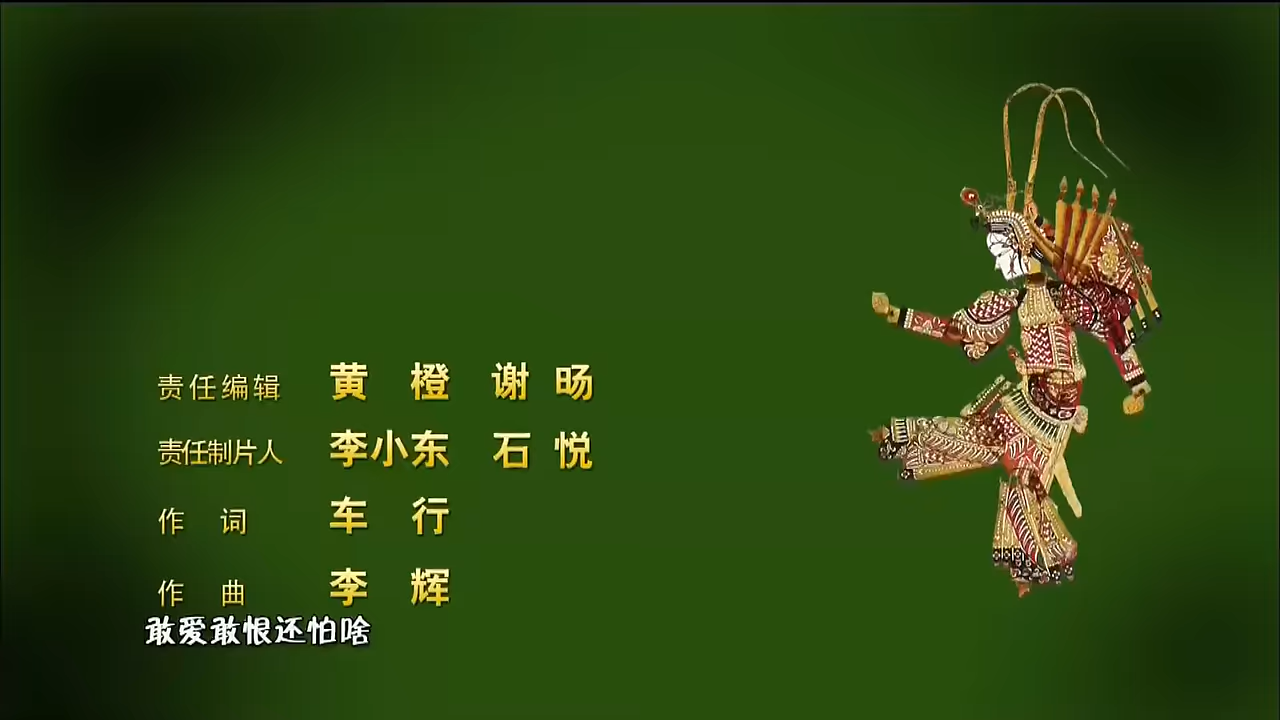 责任编辑 黄 橙 谢 旸
责任制片人 李小东 石 悦
作 词 车 行
作 曲 李 辉
敢爱敢恨还怕啥